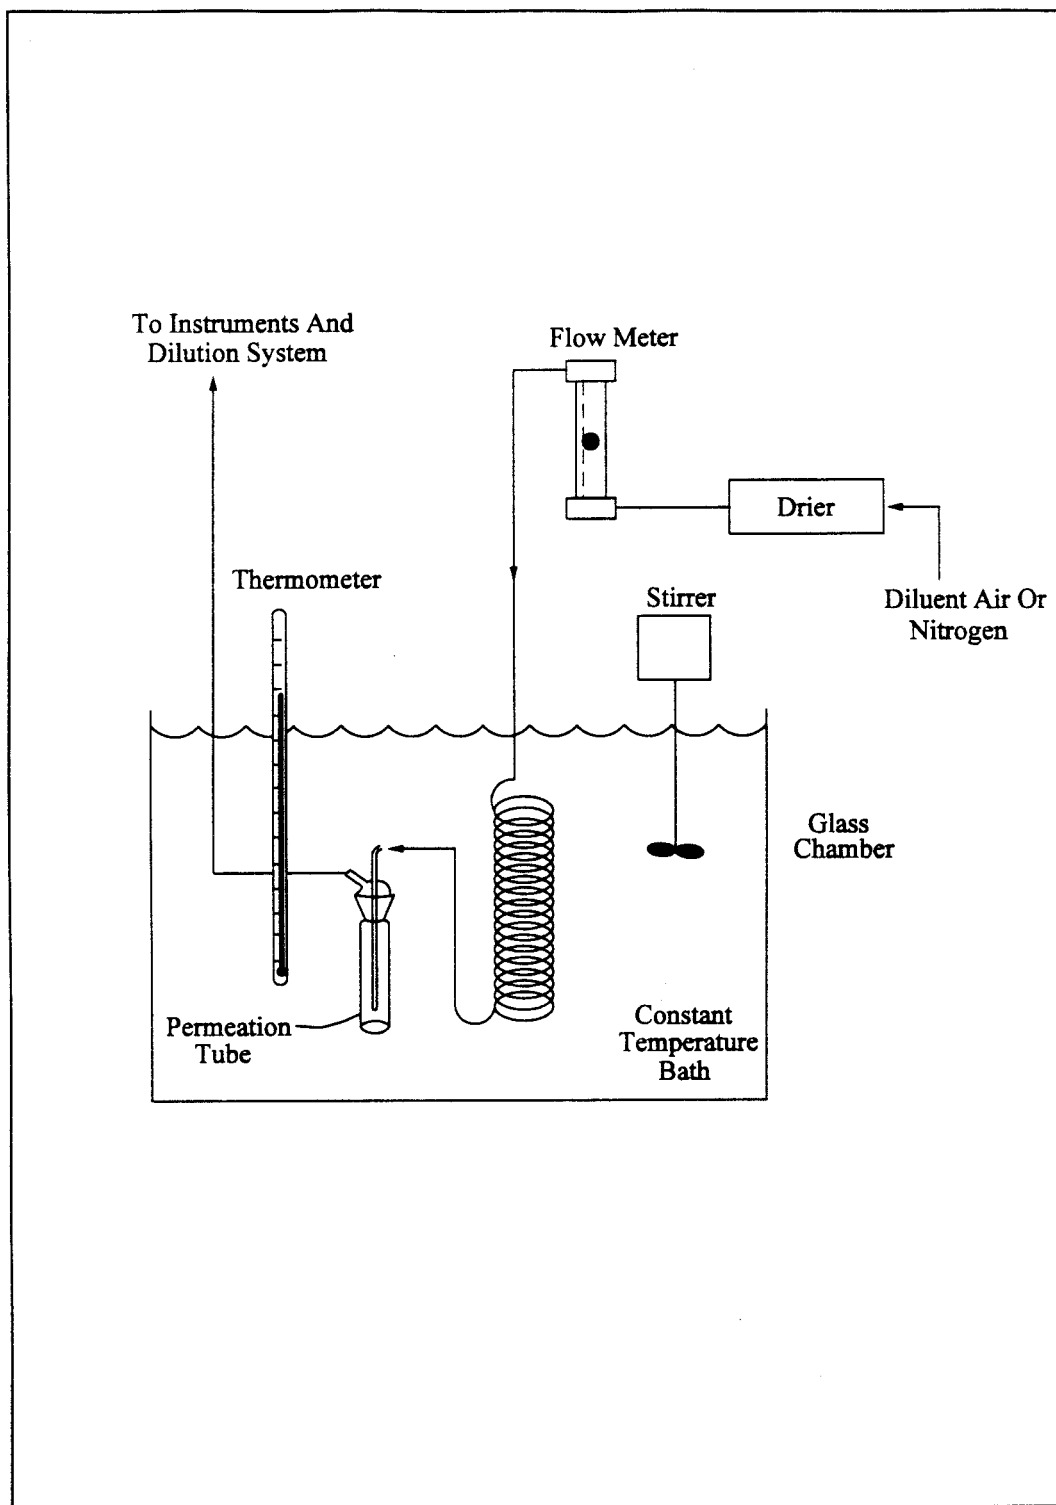 To Instruments And
Dilution System
Flow Meter
Drier
Diluent Air Or
Nitrogen
Thermometer
Stirrer
Glass
Chamber
Permeation
Tube
Constant
Temperature
Bath